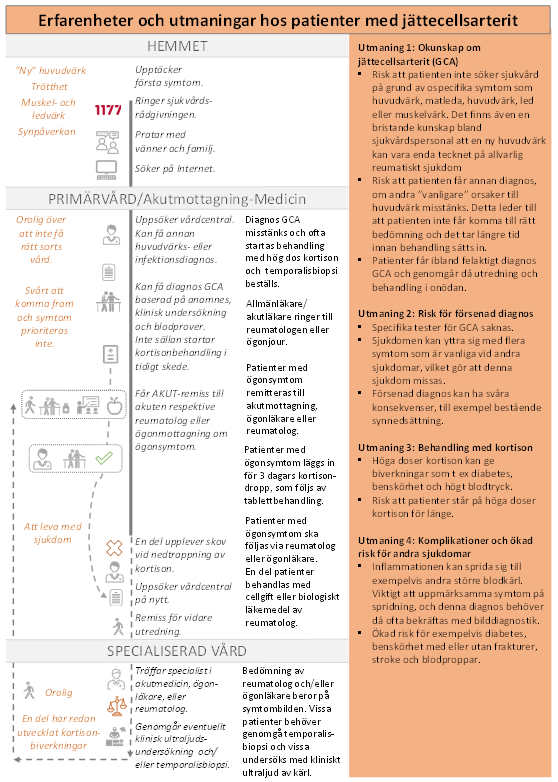 Erfarenheter och utmaningar hos patienter med jättecellsarterit
HEMMET
"Ny" huvudvärk
Trötthet
Muskel- och
ledvärk
Synpåverkan
1177
Upptäcker
första symtom.
Ringer sjukvårds-
rådgivningen.
Pratar med
vänner och familj.
Söker på Internet.
PRIMÄRVÅRD/Akutmottagning-Medicin
Orolig över
att inte få
rätt sorts
vård.
Svårt att
komma fram
och symtom
prioriteras
inte.
Att leva med
sjukdom
Uppsöker vårdcentral.
Kan få annan
huvudvärks- eller
infektionsdiagnos.
Kan få diagnos GCA
baserad på anamnes,
klinisk undersökning
och blodprover.
Inte sällan startar
kortisonbehandling i
tidigt skede.
Får AKUT-remiss till
akuten respektive
reumatolog eller
ögonmottagning om
ögonsymtom.
En del upplever skov
vid nedtrappning av
kortison.
Uppsöker vårdcentral
på nytt.
Remiss för vidare
utredning.
Diagnos GCA
misstänks och ofta
startas behandling
med hög dos kortison
och temporalisbiopsi
beställs.
Allmänläkare/
akutläkare ringer till
reumatologen eller
ögonjour.
Patienter med
ögonsymtom
remitteras till
akutmottagning,
ögonläkare eller
reumatolog.
Patienter med
ögonsymtom läggs in
för 3 dagars kortison-
dropp, som följs av
tablettbehandling.
Patienter med
ögonsymtom ska
följas via reumatolog
eller ögonläkare.
En del patienter
behandlas med
cellgift eller biologiskt
läkemedel av
reumatolog.
SPECIALISERAD VÅRD
Orolig
En del har redan
utvecklat kortison-
biverkningar
Träffar specialist i
akutmedicin, ögon-
läkare, eller
reumatolog.
Genomgår eventuellt
klinisk ultraljuds-
undersökning och/
eller temporalisbiopsi.
Bedömning av
reumatolog och/eller
ögonläkare beror på
symtombilden. Vissa
patienter behöver
genomgå temporalis-
biopsi och vissa
undersöks med kliniskt
ultraljud av kärl.
Utmaning 1: Okunskap om
jättecellsarterit (GCA)
▪ Risk att patienten inte söker sjukvård
på grund av ospecifika symtom som
huvudvärk, matleda, huvudvärk, led
eller muskelvärk. Det finns även en
bristande kunskap bland
sjukvårdspersonal att en ny huvudvärk
kan vara enda tecknet på allvarlig
reumatiskt sjukdom
▪ Risk att patienten får annan diagnos,
om andra "vanligare" orsaker till
huvudvärk misstänks. Detta leder till
att patienten inte får komma till rätt
bedömning och det tar längre tid
innan behandling sätts in.
▪ Patienter får ibland felaktigt diagnos
GCA och genomgår då utredning och
behandling i onödan.
Utmaning 2: Risk för försenad diagnos
▪ Specifika tester för GCA saknas.
▪ Sjukdomen kan yttra sig med flera
symtom som är vanliga vid andra
sjukdomar, vilket gör att denna
sjukdom missas.
▪ Försenad diagnos kan ha svåra
konsekvenser, till exempel bestående
synnedsättning.
Utmaning 3: Behandling med kortison
▪ Höga doser kortison kan ge
biverkningar som t ex diabetes,
benskörhet och högt blodtryck.
▪ Risk att patienter står på höga doser
kortison för länge.
Utmaning 4: Komplikationer och ökad
risk för andra sjukdomar
▪ Inflammationen kan sprida sig till
exempelvis andra större blodkärl.
Viktigt att uppmärksamma symtom på
spridning, och denna diagnos behöver
då ofta bekräftas med bilddiagnostik.
▪ Ökad risk för exempelvis diabetes,
benskörhet med eller utan frakturer,
stroke och blodproppar.